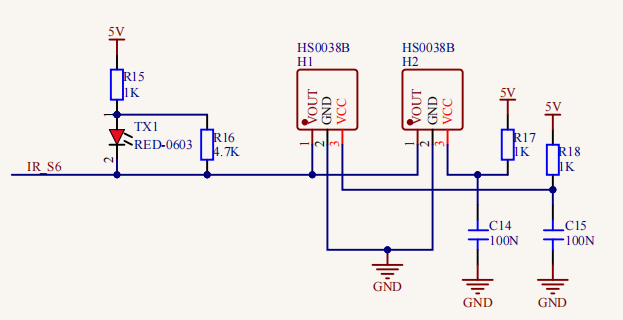 5V
R15
1K
1
TX1
RED-0603
2
R16
4.7K
IR_S6
HS0038B
H1
VOUT
GND
VCC
1
2
3
HS0038B
H2
VOUT
GND
VCC
1
2
3
5V
R17
1K
5V
R18
1K
C14
100N
C15
100N
GND
GND
GND